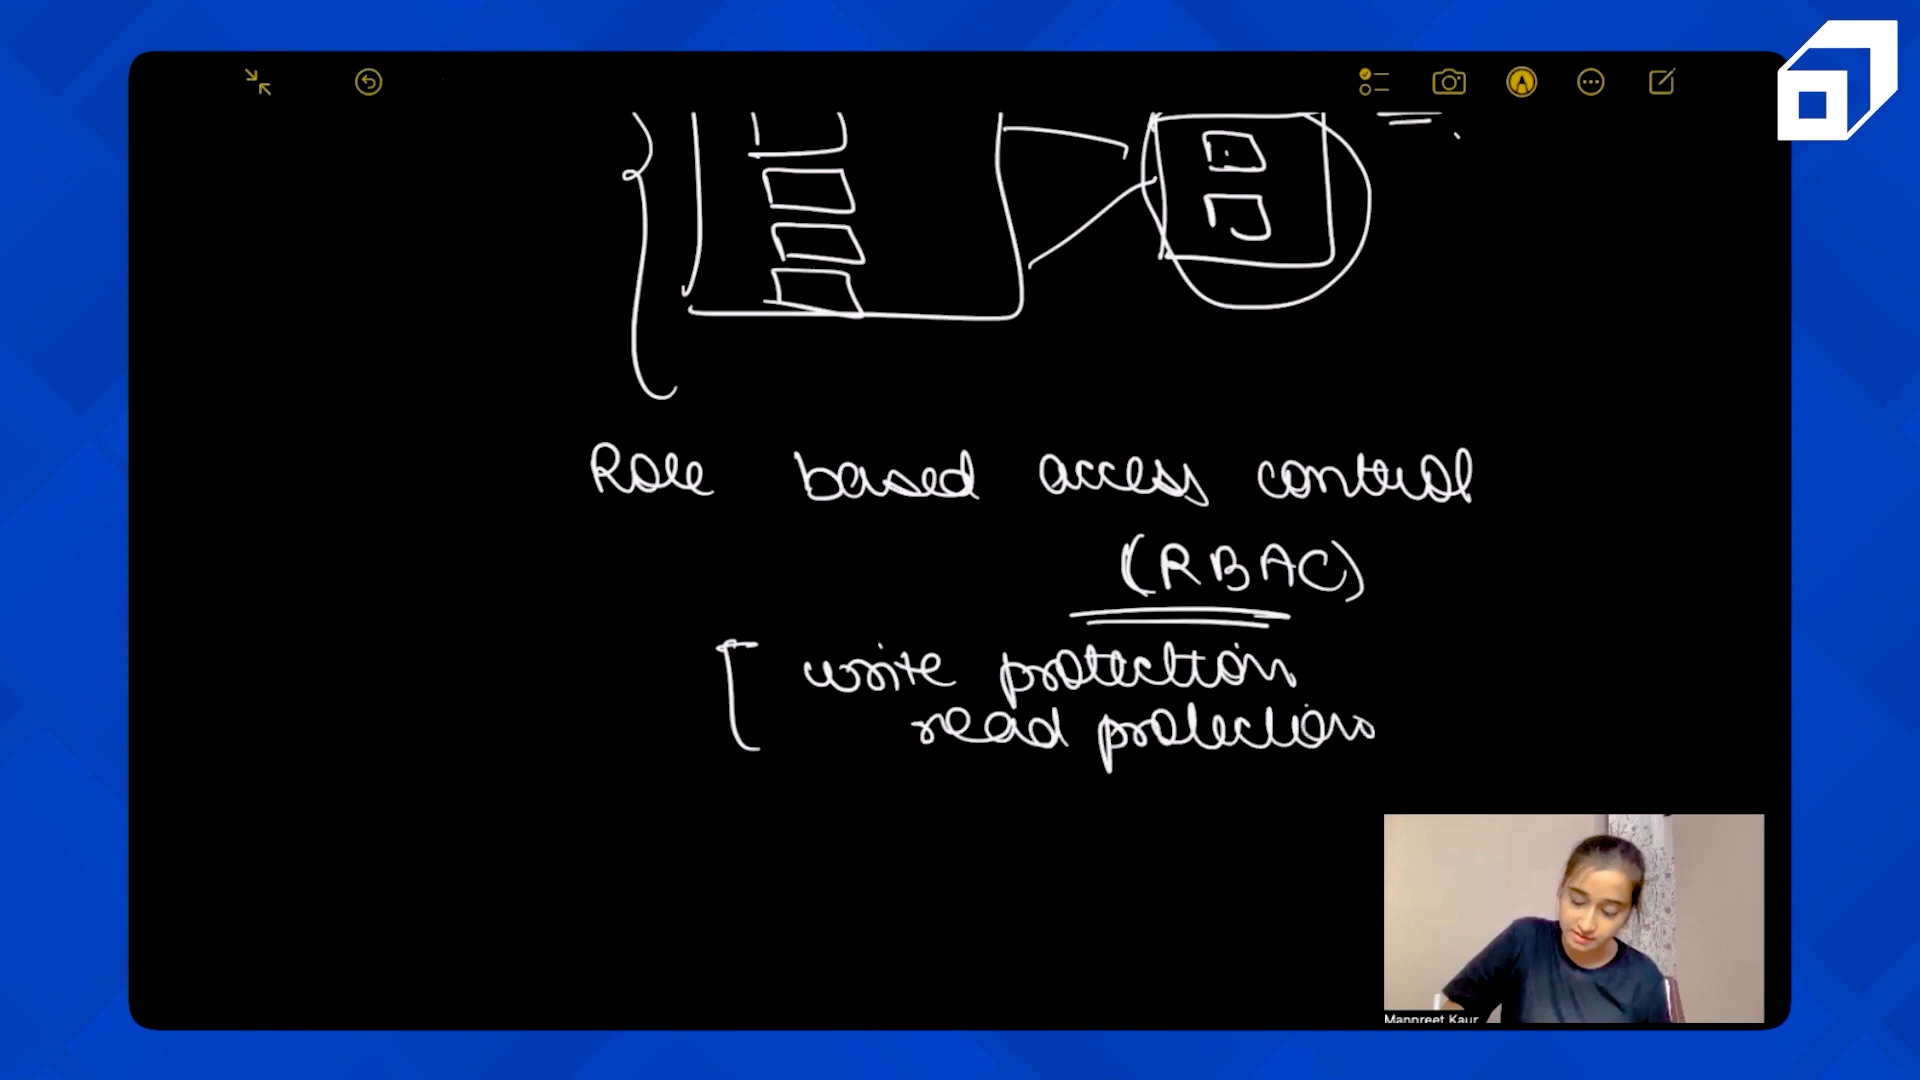 Role based access control
(RBAC)
write protection
read protection
Manpreet Kaur